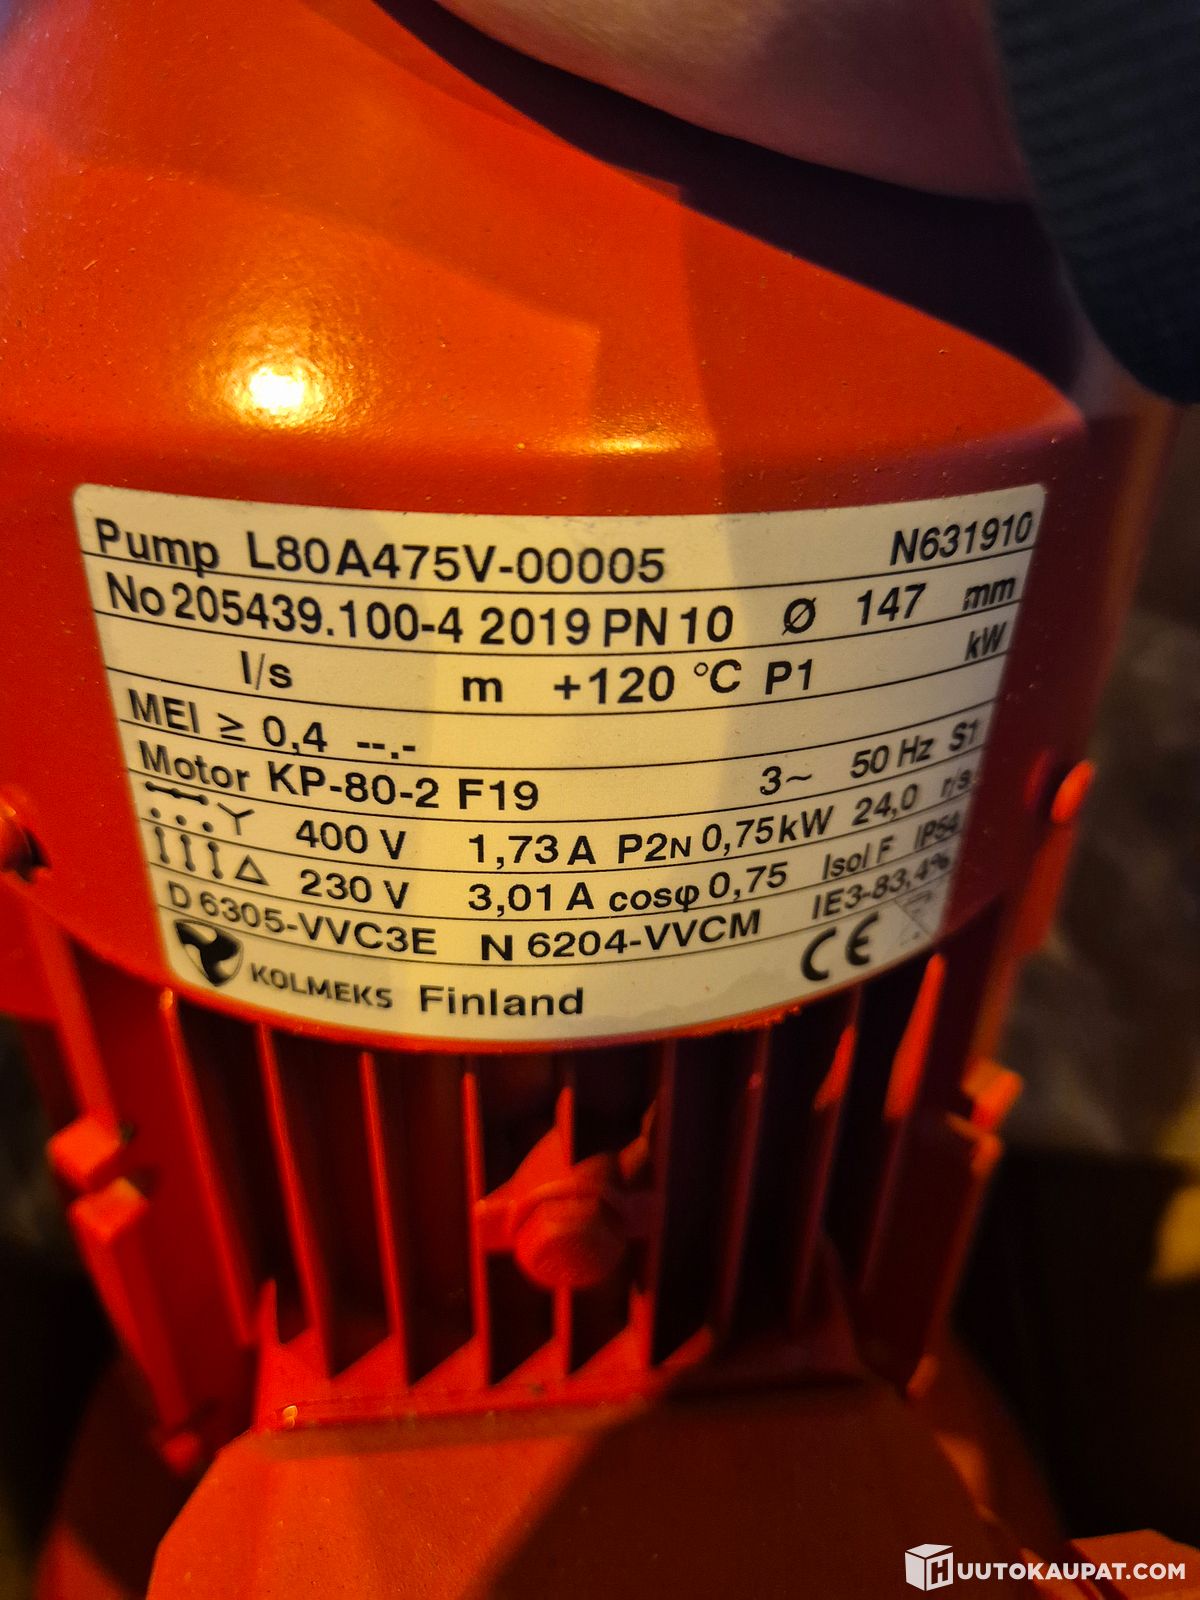 Pump L80A475V-00005 N631910
No 205439.100-4 2019 PN 10 Ø 147 mm
l/s m +120 °C P1 kW
MEI ≥ 0,4 --.-
Motor KP-80-2 F19 3~ 50 Hz S1
Y 400 V 1,73 A P2N 0,75 kW 24,0 r/s
Δ 230 V 3,01 A cosφ 0,75 Isol F IP54
D 6305-VVC3E N 6204-VVCM IE3-83,4%
KOLMEKS Finland CE
HUUTOKAUPAT.COM